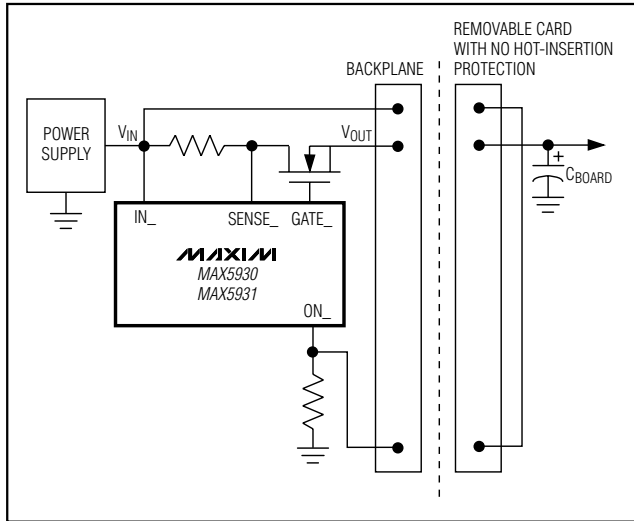 REMOVABLE CARD
WITH NO HOT-INSERTION
PROTECTION
BACKPLANE
POWER
SUPPLY
VIN
VOUT
CBOARD
+
IN_
SENSE_
GATE_
MAXIM
MAX5930
MAX5931
ON_